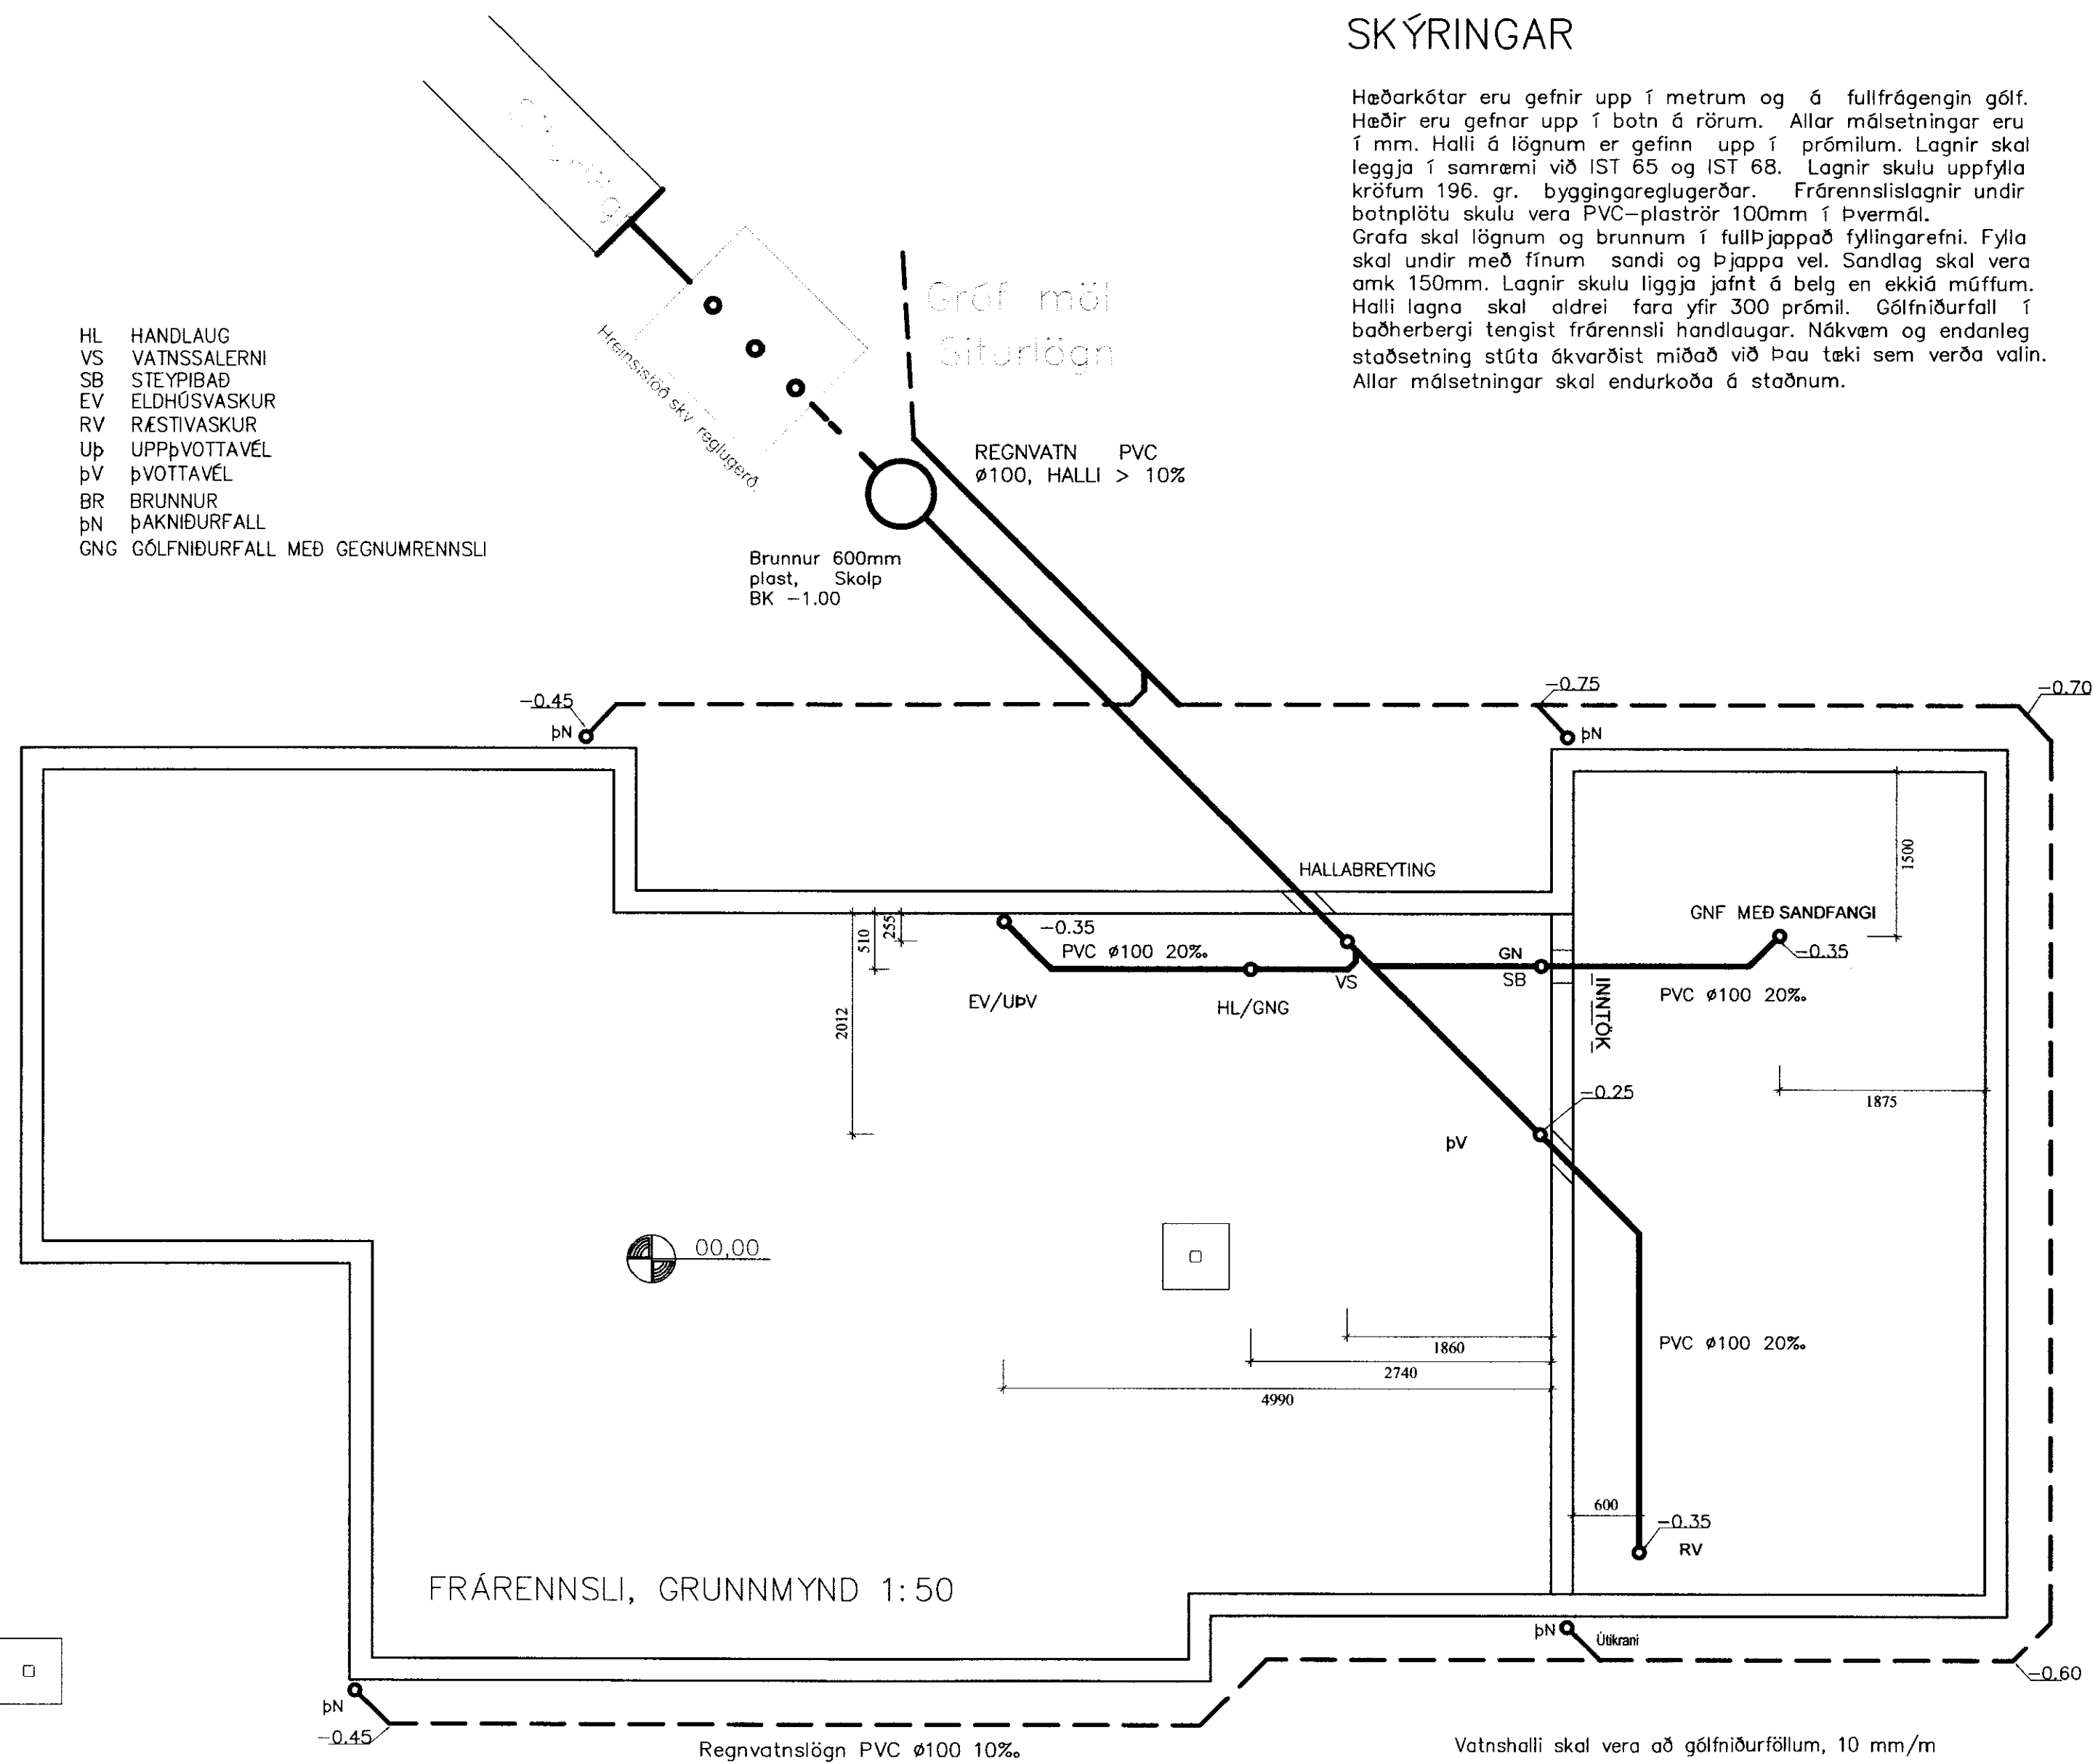 SKÝRINGAR
Hæðarkótar eru gefnir upp í metrum og á fullfrágengin gólf.
Hæðir eru gefnar upp í botn á rörum. Allar málsetningar eru
í mm. Halli á lögnum er gefinn upp í prómilum. Lagnir skal
leggja í samræmi við IST 65 og IST 68. Lagnir skulu uppfylla
kröfum 196. gr. byggingareglugerðar. Frárennslislagnir undir
botnplötu skulu vera PVC-plaströr 100mm í Þvermál.
Grafa skal lögnum og brunnum í fullÞjappað fyllingarefni. Fylla
skal undir með fínum sandi og Þjappa vel. Sandlag skal vera
amk 150mm. Lagnir skulu liggja jafnt á belg en ekkiá múffum.
Halli lagna skal aldrei fara yfir 300 prómil. Gólfniðurfall í
baðherbergi tengist frárennsli handlaugar. Nákvæm og endanleg
staðsetning stúta ákvarðist miðað við Þau tæki sem verða valin.
Allar málsetningar skal endurkoða á staðnum.
HL HANDLAUG
VS VATNSSALERNI
SB STEYPIBAÐ
EV ELDHÚSVASKUR
RV RÆSTIVASKUR
Uþ UPPþVOTTAVÉL
þV þVOTTAVÉL
BR BRUNNUR
þN þAKNIÐURFALL
GNG GÓLFNIÐURFALL MEÐ GEGNUMRENNSLI
Hreinsistöð skv reglugerð.
Gróf möl
Siturlögn
REGNVATN PVC
ø100, HALLI > 10%
Brunnur 600mm
plast, Skolp
BK -1.00
-0.45
þN
-0.75
þN
-0.70
HALLABREYTING
1500
GNF MEÐ SANDFANGI
-0.35
PVC ø100 20‰
510
255
2012
-0.35
PVC ø100 20‰
EV/UÞV
HL/GNG
VS
GN
SB
INNTÖK
1875
-0.25
þV
00,00
1860
2740
4990
PVC ø100 20‰
600
-0.35
RV
FRÁRENNSLI, GRUNNMYND 1:50
þN
Útikrani
-0.60
þN
-0.45
Regnvatnslögn PVC ø100 10‰
Vatnshalli skal vera að gólfniðurföllum, 10 mm/m